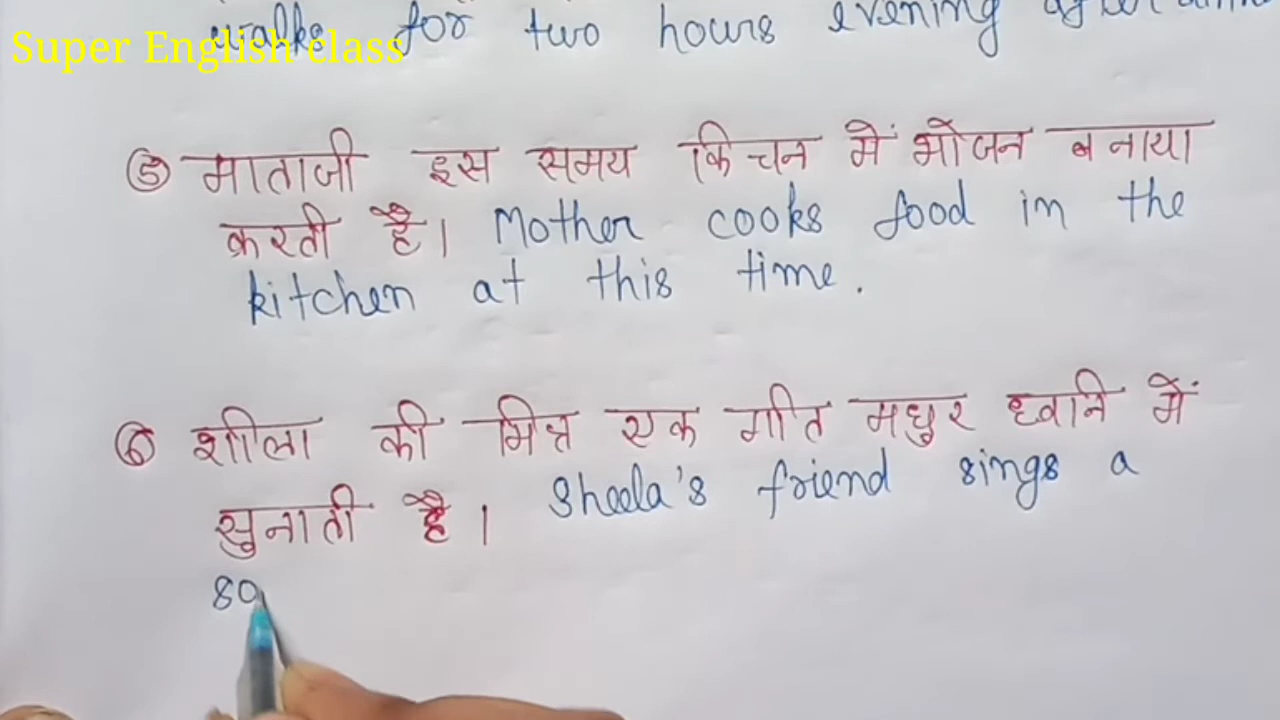 Super English class
walks for two hours evening after
⑤ माताजी इस समय किचन में भोजन बनाया
करती है। Mother cooks food in the
kitchen at this time.
⑥ शीला की मित्र एक गीत मधुर ध्वनि में
सुनाती है। Sheela's friend sings a
so